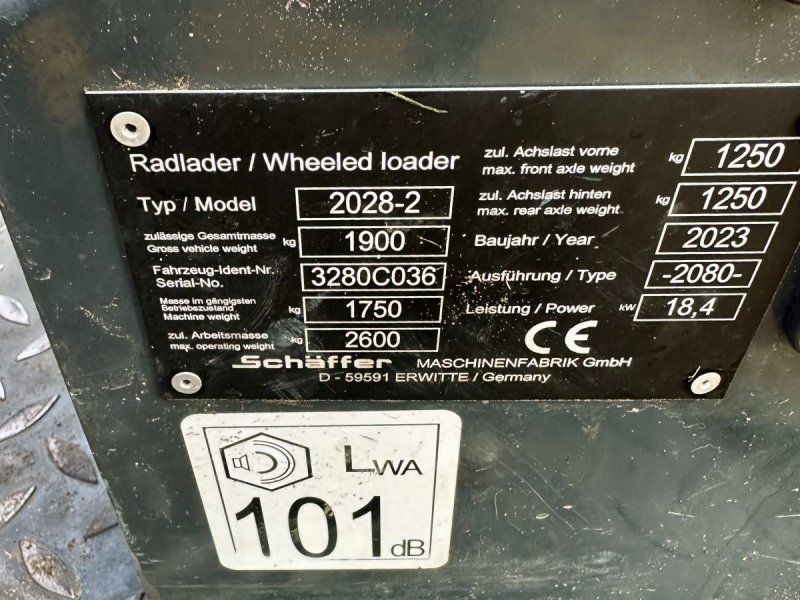 Radlader / Wheeled loader
Typ / Model 2028-2
zulässige Gesamtmasse
Gross vehicle weight kg 1900
Fahrzeug-Ident-Nr.
Serial-No. 3280C036
Masse im gängigsten
Betriebszustand
Machine weight kg 1750
zul. Arbeitsmasse
max. operating weight kg 2600
zul. Achslast vorne
max. front axle weight kg 1250
zul. Achslast hinten
max. rear axle weight kg 1250
Baujahr / Year 2023
Ausführung / Type -2080-
Leistung / Power kW 18,4
CE
Schäffer MASCHINENFABRIK GmbH
D - 59591 ERWITTE / Germany
LWA
101 dB